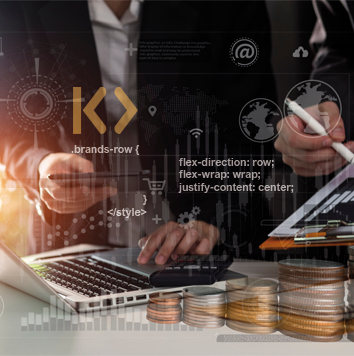 .brands-row {
flex-direction: row;
flex-wrap: wrap;
justify-content: center;
}
</style>